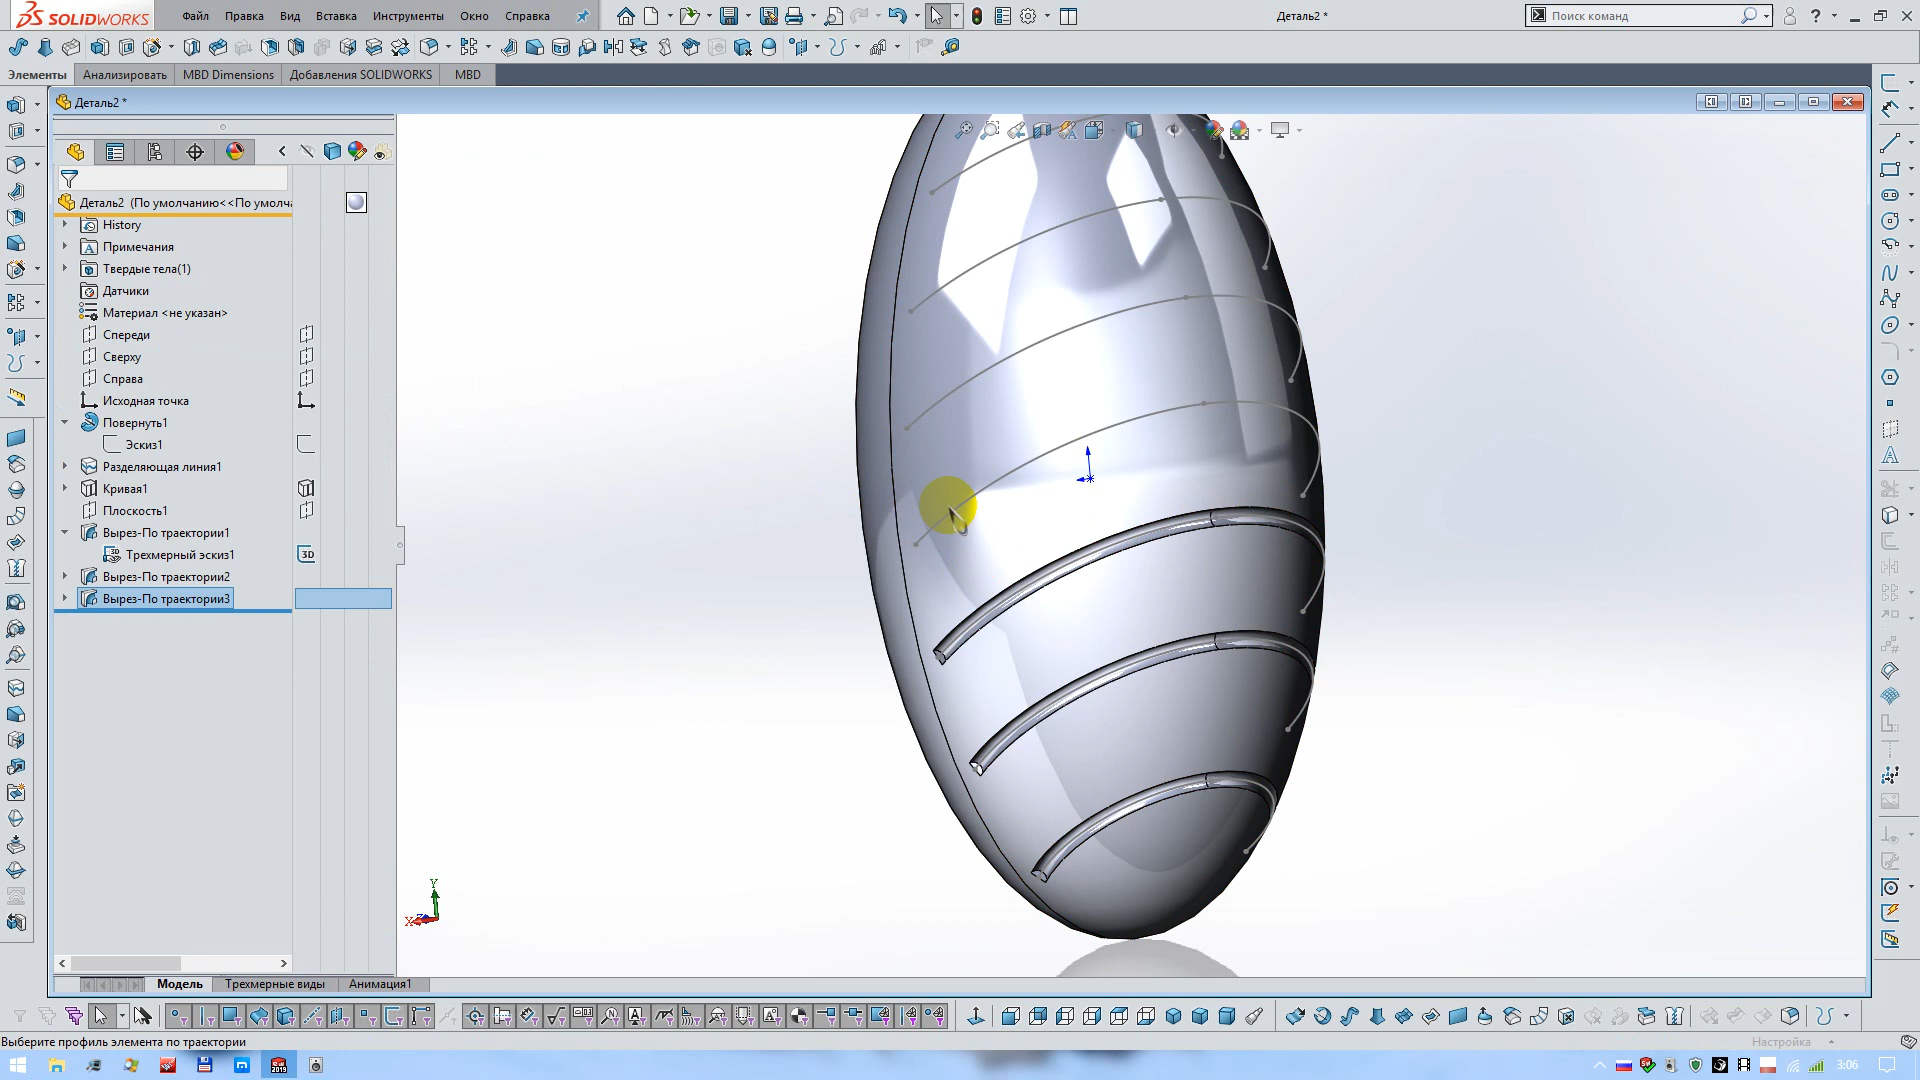 SOLIDWORKS
Файл Правка Вид Вставка Инструменты Окно Справка
Деталь2 *
Поиск команд
Элементы Анализировать MBD Dimensions Добавления SOLIDWORKS MBD
Деталь2 *
Деталь2 (По умолчанию<<По умолча
History
Примечания
Твердые тела(1)
Датчики
Материал <не указан>
Спереди
Сверху
Справа
Исходная точка
Повернуть1
Эскиз1
Разделяющая линия1
Кривая1
Плоскость1
Вырез-По траектории1
Трехмерный эскиз1
3D
Вырез-По траектории2
Вырез-По траектории3
Y
X
Модель Трехмерные виды Анимация1
Выберите профиль элемента по траектории
Настройка
3:06